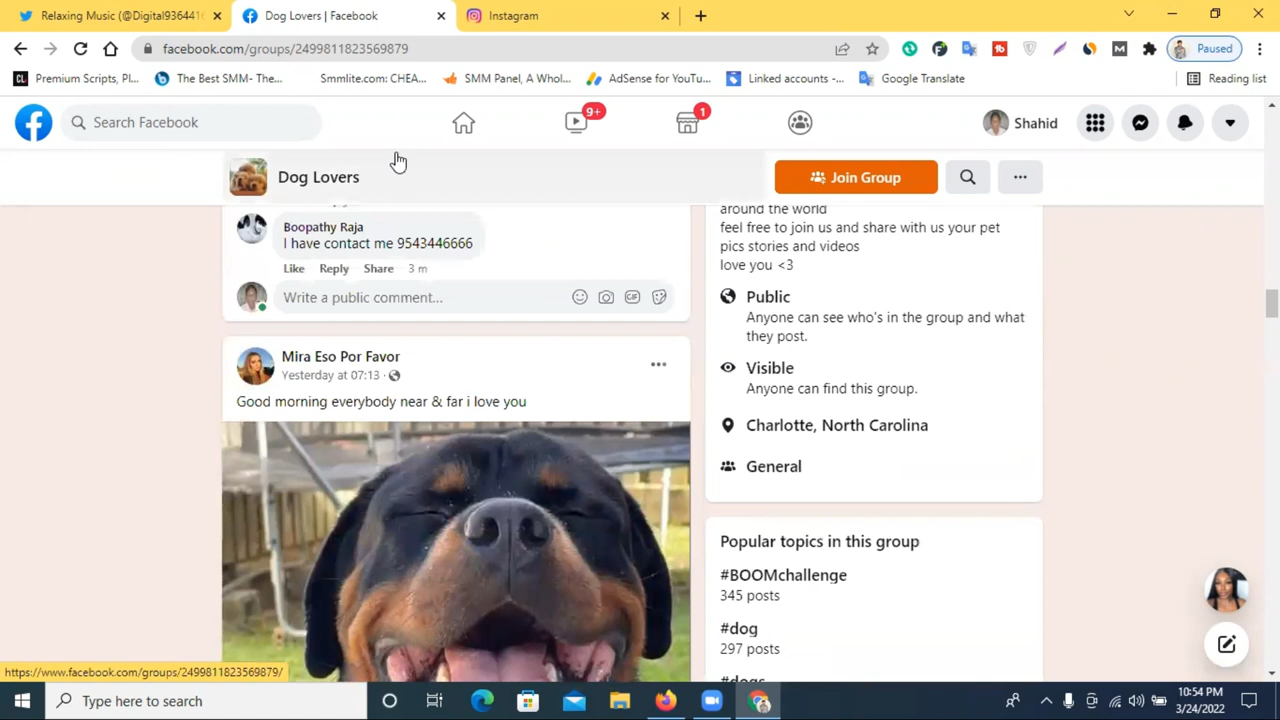 Relaxing Music (@Digital936441
Dog Lovers | Facebook
Instagram
facebook.com/groups/2499811823569879
Paused
Premium Scripts, Pl...
The Best SMM- The...
Smmlite.com: CHEA...
SMM Panel, A Whol...
AdSense for YouTu...
Linked accounts -...
Google Translate
Reading list
Search Facebook
9+
1
Shahid
Dog Lovers
Join Group
Boopathy Raja
I have contact me 9543446666
Like Reply Share 3 m
Write a public comment...
GIF
Mira Eso Por Favor
Yesterday at 07:13
Good morning everybody near & far i love you
around the world
feel free to join us and share with us your pet
pics stories and videos
love you <3
Public
Anyone can see who's in the group and what
they post.
Visible
Anyone can find this group.
Charlotte, North Carolina
General
Popular topics in this group
#BOOMchallenge
345 posts
#dog
297 posts
#dogs
https://www.facebook.com/groups/2499811823569879/
Type here to search
10:54 PM
3/24/2022